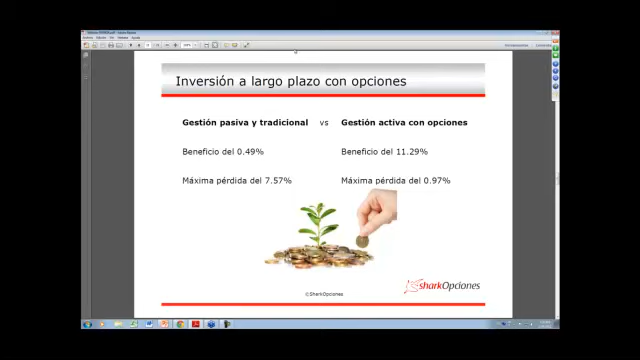 Inversión a largo plazo con opciones
Gestión pasiva y tradicional vs Gestión activa con opciones
Beneficio del 0.49% Beneficio del 11.29%
Máxima pérdida del 7.57% Máxima pérdida del 0.97%
sharkOpciones
©SharkOpciones